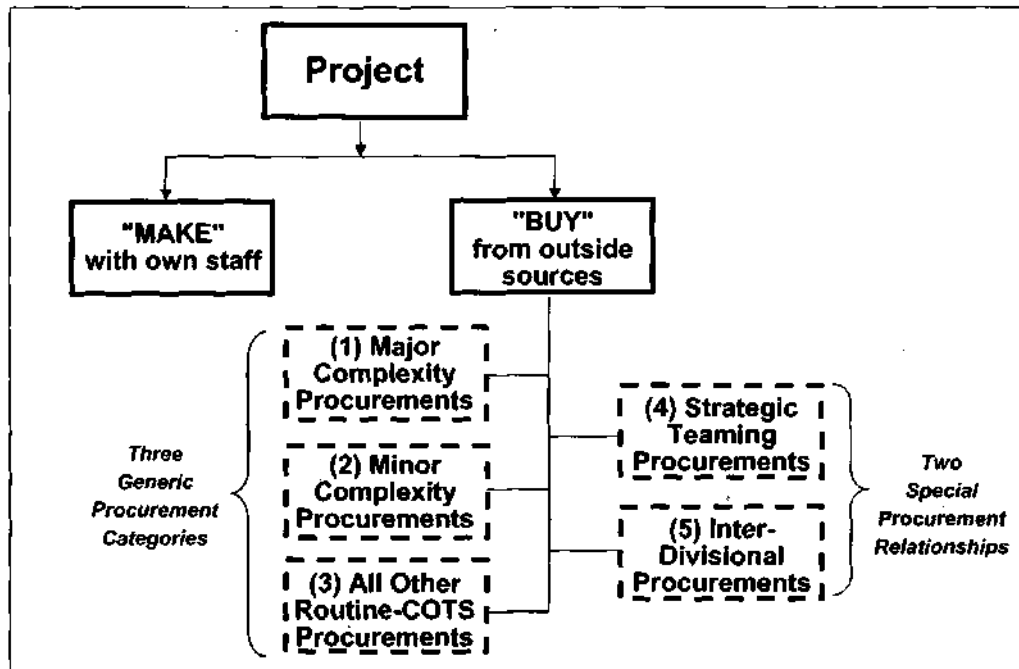 Project
"MAKE"
with own staff
"BUY"
from outside
sources
Three
Generic
Procurement
Categories
(1) Major
Complexity
Procurements
(2) Minor
Complexity
Procurements
(3) All Other
Routine-COTS
Procurements
(4) Strategic
Teaming
Procurements
(5) Inter-
Divisional
Procurements
Two
Special
Procurement
Relationships